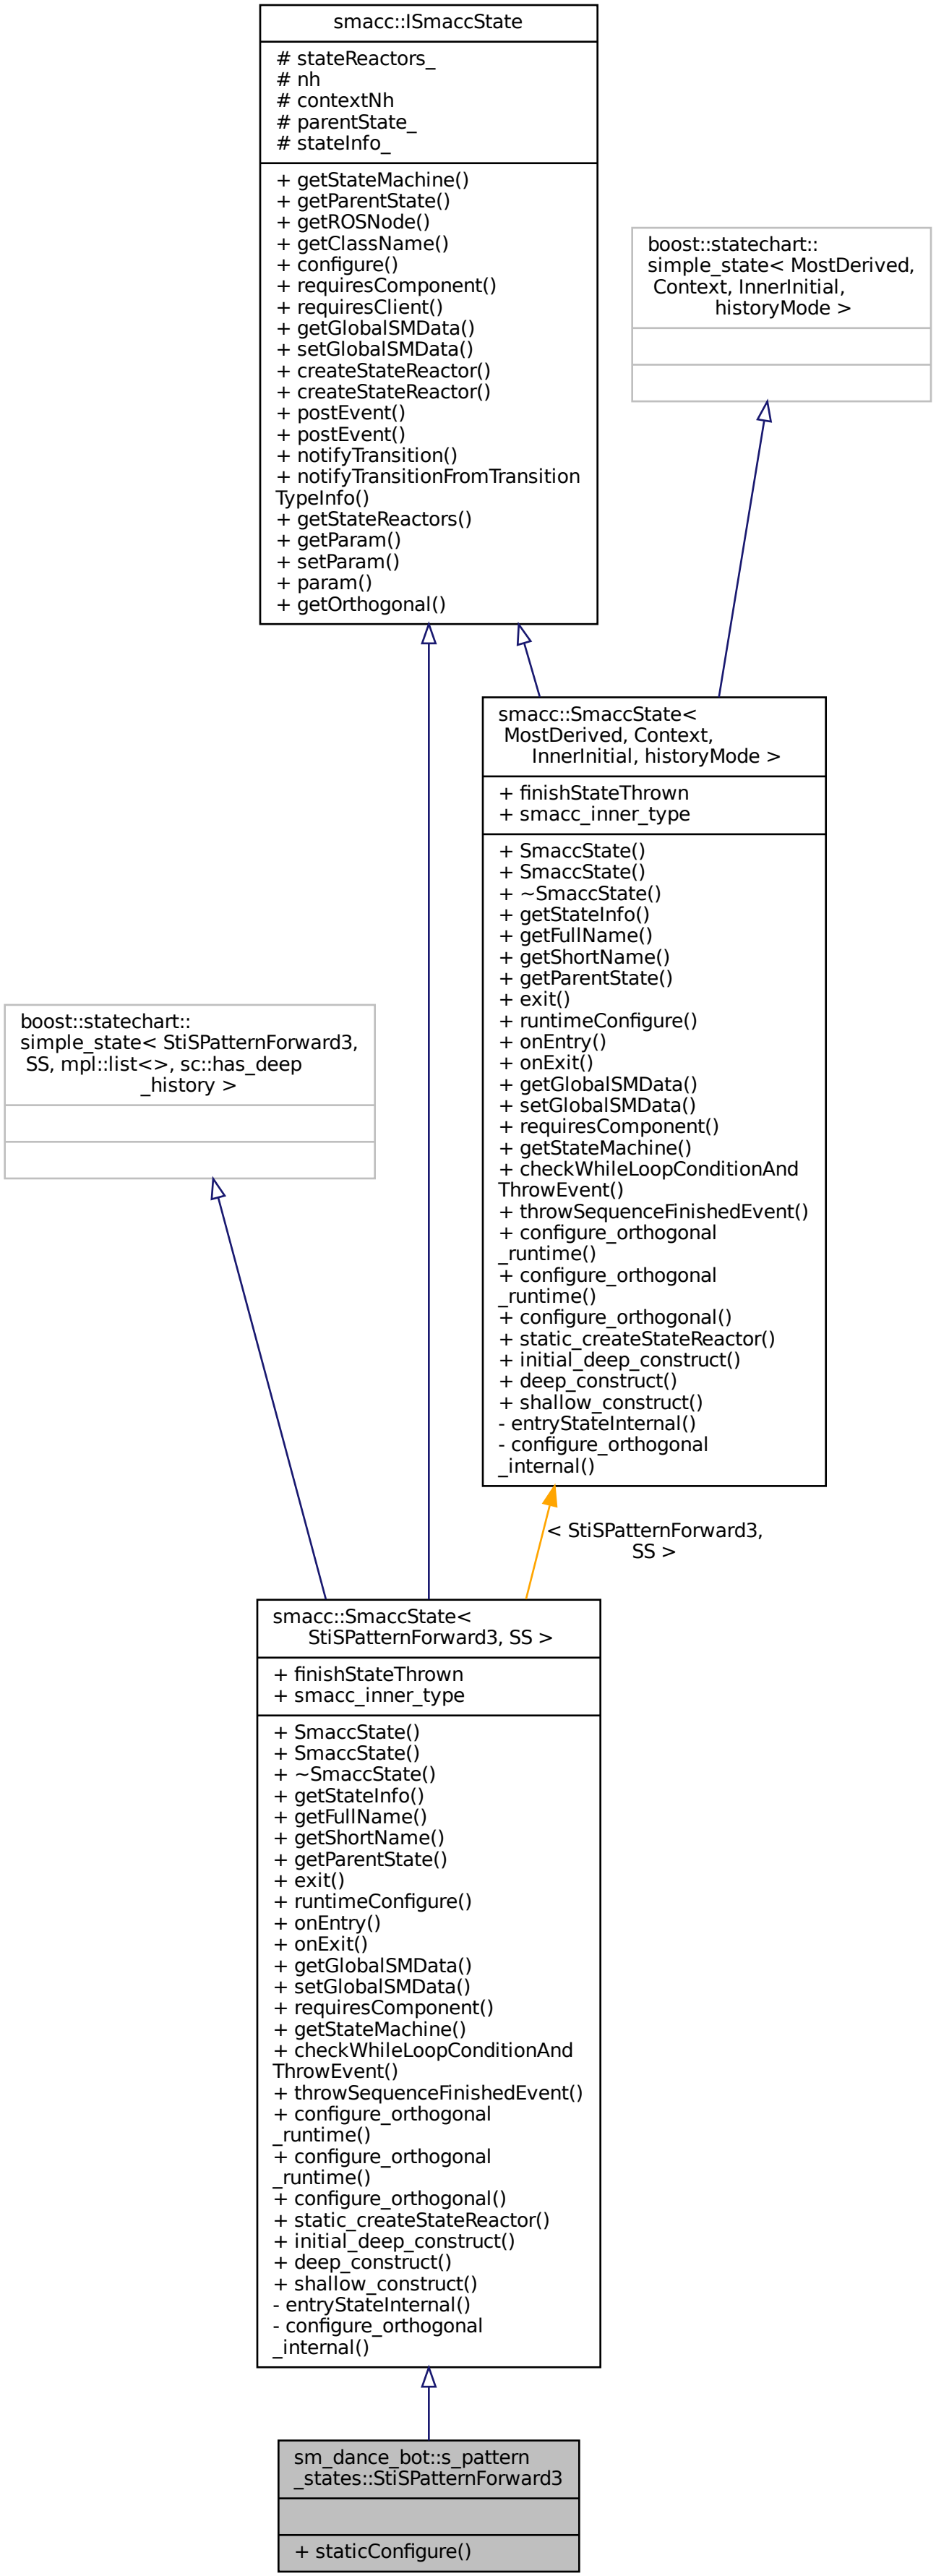 smacc::ISmaccState
# stateReactors_
# nh
# contextNh
# parentState_
# stateInfo_
+ getStateMachine()
+ getParentState()
+ getROSNode()
+ getClassName()
+ configure()
+ requiresComponent()
+ requiresClient()
+ getGlobalSMData()
+ setGlobalSMData()
+ createStateReactor()
+ createStateReactor()
+ postEvent()
+ postEvent()
+ notifyTransition()
+ notifyTransitionFromTransition
TypeInfo()
+ getStateReactors()
+ getParam()
+ setParam()
+ param()
+ getOrthogonal()
boost::statechart::
simple_state< MostDerived,
Context, InnerInitial,
historyMode >
smacc::SmaccState<
MostDerived, Context,
InnerInitial, historyMode >
+ finishStateThrown
+ smacc_inner_type
+ SmaccState()
+ SmaccState()
+ ~SmaccState()
+ getStateInfo()
+ getFullName()
+ getShortName()
+ getParentState()
+ exit()
+ runtimeConfigure()
+ onEntry()
+ onExit()
+ getGlobalSMData()
+ setGlobalSMData()
+ requiresComponent()
+ getStateMachine()
+ checkWhileLoopConditionAnd
ThrowEvent()
+ throwSequenceFinishedEvent()
+ configure_orthogonal
_runtime()
+ configure_orthogonal
_runtime()
+ configure_orthogonal()
+ static_createStateReactor()
+ initial_deep_construct()
+ deep_construct()
+ shallow_construct()
- entryStateInternal()
- configure_orthogonal
_internal()
boost::statechart::
simple_state< StiSPatternForward3,
SS, mpl::list<>, sc::has_deep
_history >
< StiSPatternForward3,
SS >
smacc::SmaccState<
StiSPatternForward3, SS >
+ finishStateThrown
+ smacc_inner_type
+ SmaccState()
+ SmaccState()
+ ~SmaccState()
+ getStateInfo()
+ getFullName()
+ getShortName()
+ getParentState()
+ exit()
+ runtimeConfigure()
+ onEntry()
+ onExit()
+ getGlobalSMData()
+ setGlobalSMData()
+ requiresComponent()
+ getStateMachine()
+ checkWhileLoopConditionAnd
ThrowEvent()
+ throwSequenceFinishedEvent()
+ configure_orthogonal
_runtime()
+ configure_orthogonal
_runtime()
+ configure_orthogonal()
+ static_createStateReactor()
+ initial_deep_construct()
+ deep_construct()
+ shallow_construct()
- entryStateInternal()
- configure_orthogonal
_internal()
sm_dance_bot::s_pattern
_states::StiSPatternForward3
+ staticConfigure()